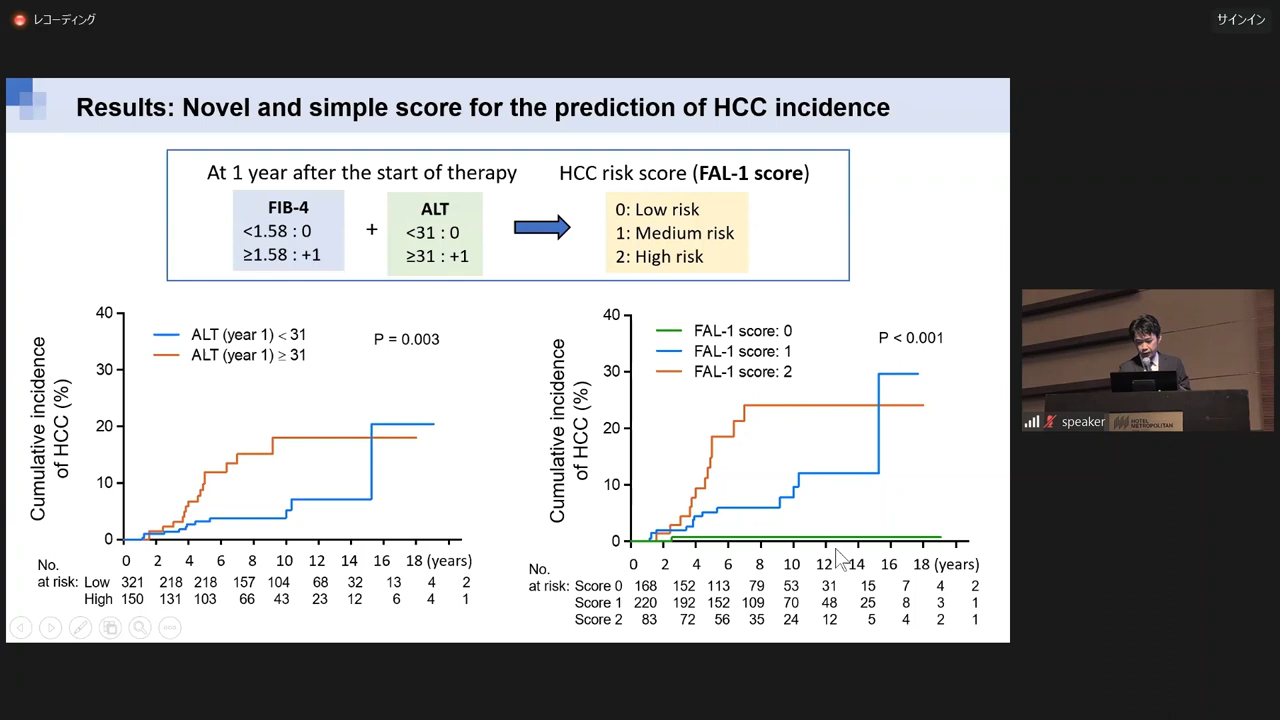 レコーディング
サインイン
Results: Novel and simple score for the prediction of HCC incidence
At 1 year after the start of therapy
HCC risk score (FAL-1 score)
FIB-4
<1.58 : 0
≥1.58 : +1
+
ALT
<31 : 0
≥31 : +1
0: Low risk
1: Medium risk
2: High risk
Cumulative incidence
of HCC (%)
40
30
20
10
0
ALT (year 1) < 31
ALT (year 1) ≥ 31
P = 0.003
0 2 4 6 8 10 12 14 16 18 (years)
No.
at risk: Low 321 218 218 157 104 68 32 13 4 2
High 150 131 103 66 43 23 12 6 4 1
Cumulative incidence
of HCC (%)
40
30
20
10
0
FAL-1 score: 0
FAL-1 score: 1
FAL-1 score: 2
P < 0.001
0 2 4 6 8 10 12 14 16 18 (years)
No.
at risk: Score 0 168 152 113 79 53 31 15 7 4 2
Score 1 220 192 152 109 70 48 25 8 3 1
Score 2 83 72 56 35 24 12 5 4 2 1
speaker
HOTEL
METROPOLITAN